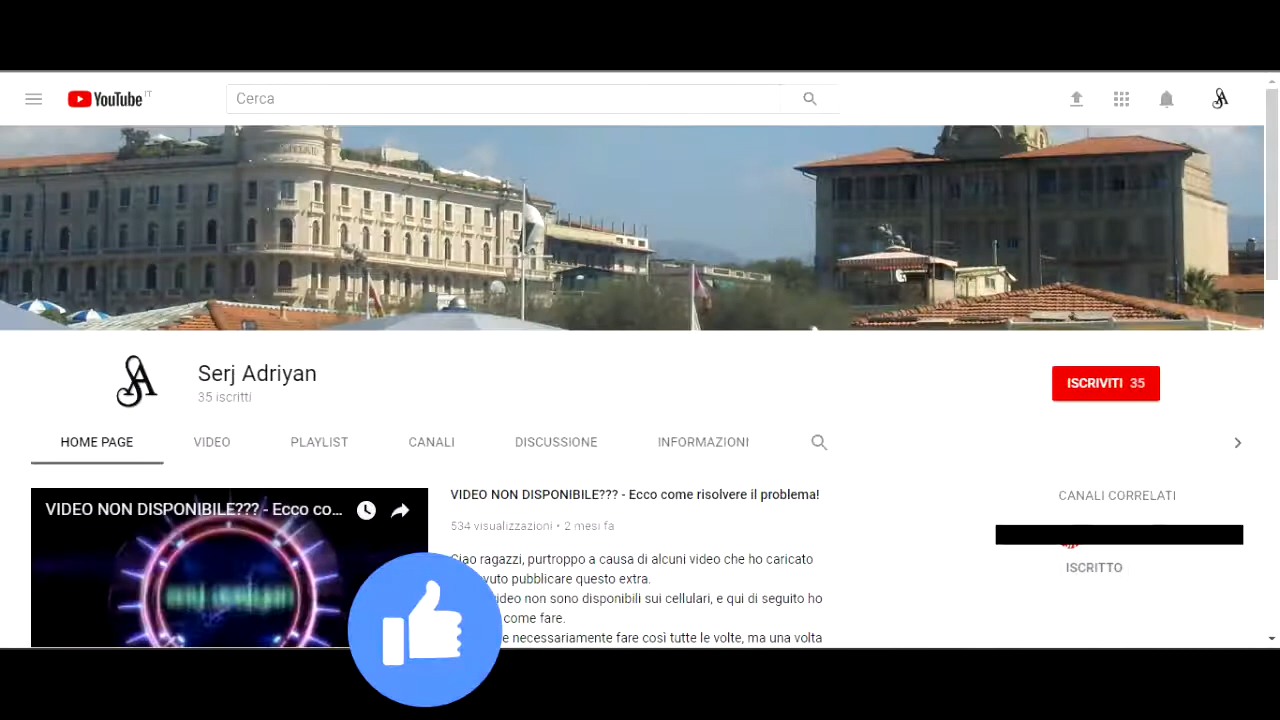 YouTube IT
Cerca
Serj Adriyan
35 iscritti
ISCRIVITI 35
HOME PAGE
VIDEO
PLAYLIST
CANALI
DISCUSSIONE
INFORMAZIONI
VIDEO NON DISPONIBILE??? - Ecco co...
VIDEO NON DISPONIBILE??? - Ecco come risolvere il problema!
534 visualizzazioni • 2 mesi fa
Ciao ragazzi, purtroppo a causa di alcuni video che ho caricato
pubblicare questo extra.
non sono disponibili sui cellulari, e qui di seguito ho
come fare.
necessariamente fare così tutte le volte, ma una volta
CANALI CORRELATI
ISCRITTO